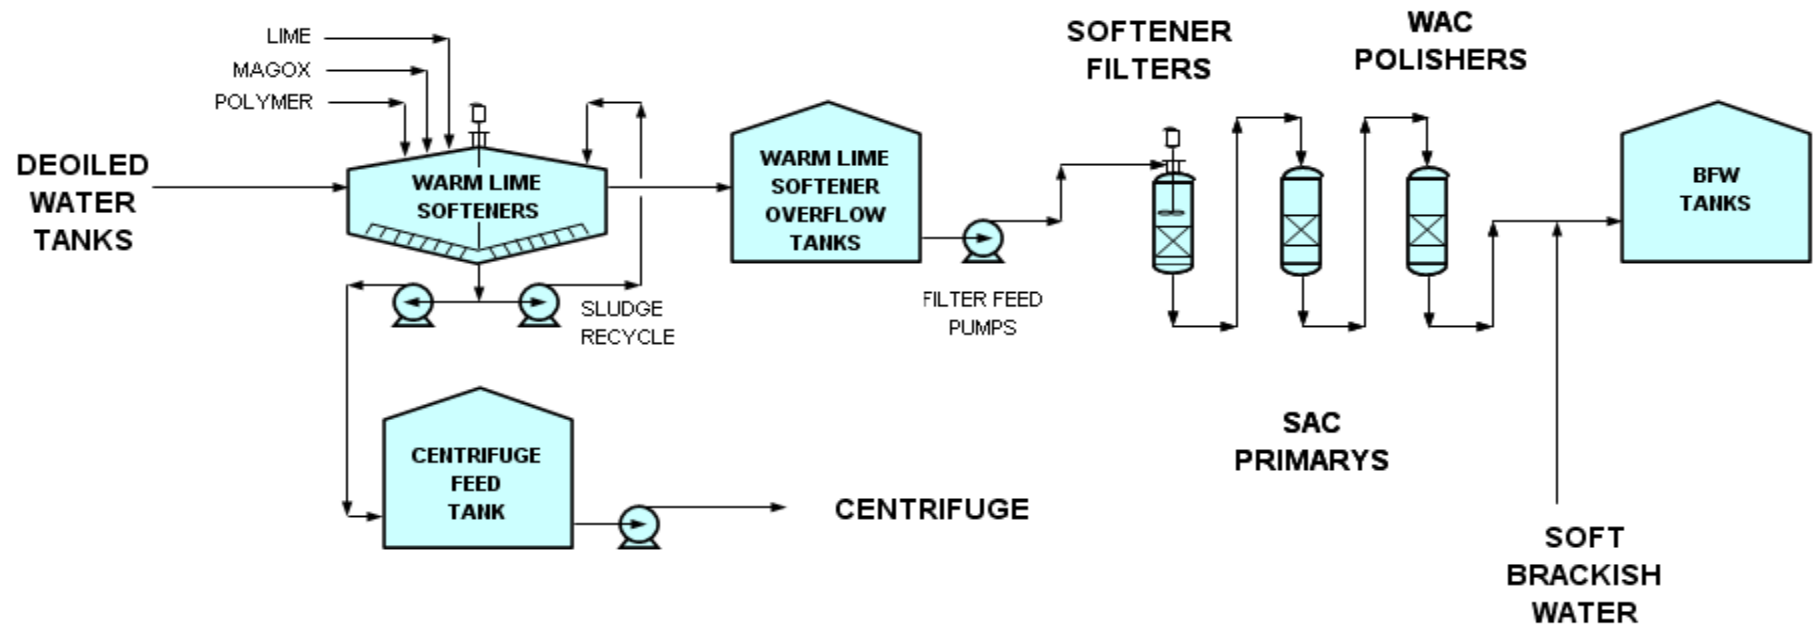 LIME
MAGOX
POLYMER
DEOILED
WATER
TANKS
WARM LIME
SOFTENERS
SLUDGE
RECYCLE
WARM LIME
SOFTENER
OVERFLOW
TANKS
FILTER FEED
PUMPS
SOFTENER
FILTERS
WAC
POLISHERS
BFW
TANKS
CENTRIFUGE
FEED
TANK
CENTRIFUGE
SAC
PRIMARYS
SOFT
BRACKISH
WATER